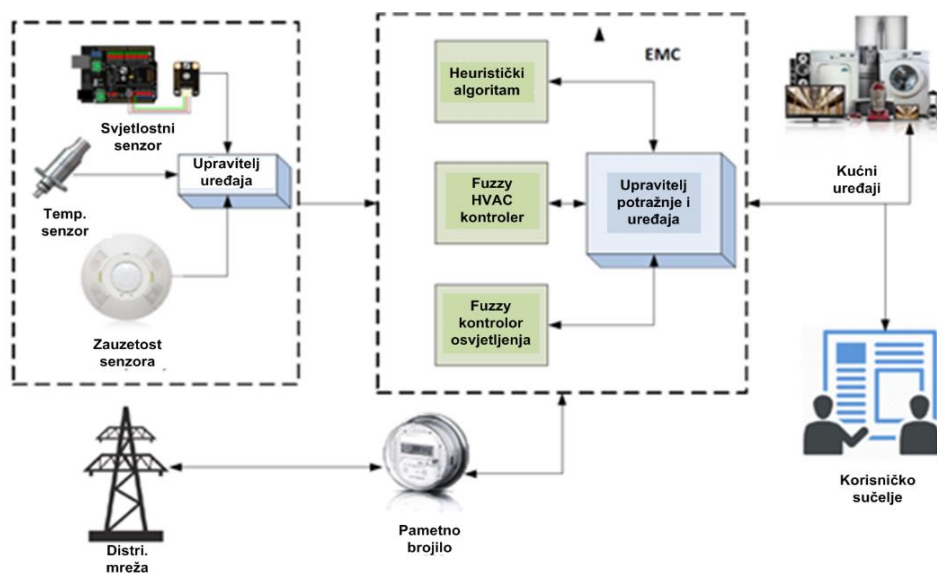 Svjetlostni
senzor
Temp.
senzor
Upravitelj
uređaja
Zauzetost
senzora
EMC
Heuristički
algoritam
Fuzzy
HVAC
kontroler
Fuzzy
kontrolor
osvjetljenja
Upravitelj
potražnje i
uređaja
Kućni
uređaji
Korisničko
sučelje
Distri.
mreža
Pametno
brojilo